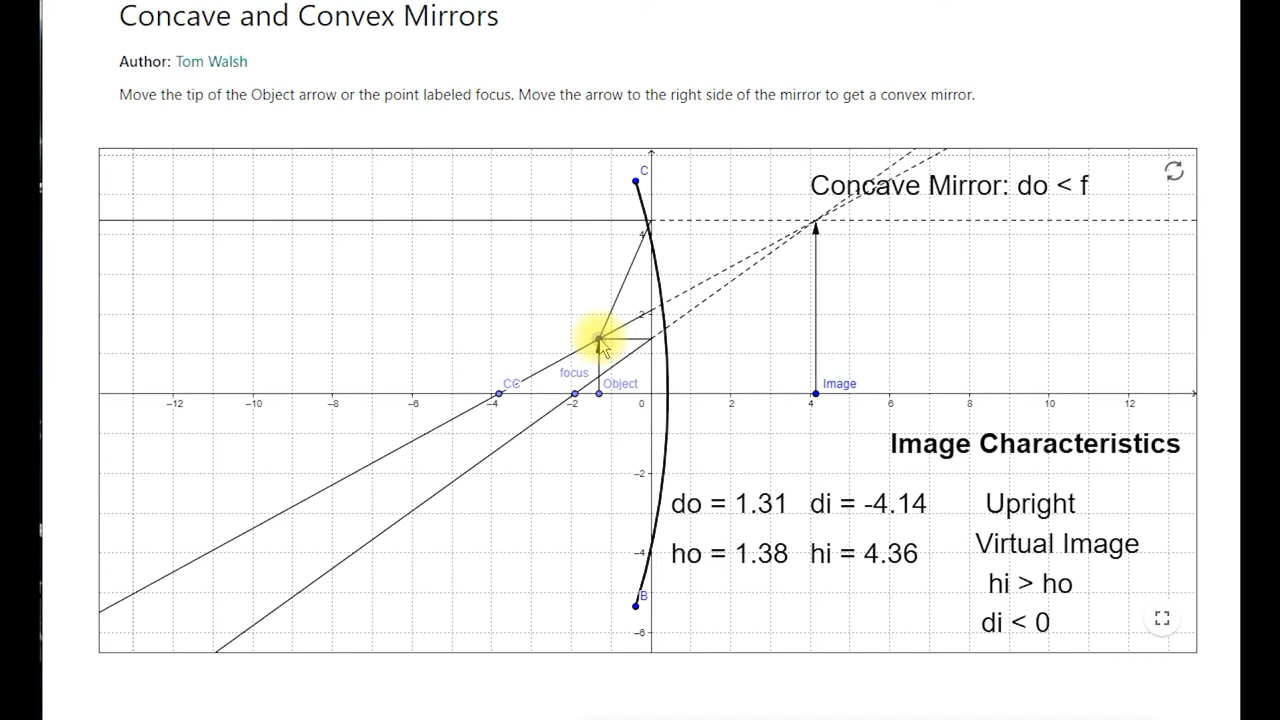 Concave and Convex Mirrors
Author: Tom Walsh
Move the tip of the Object arrow or the point labeled focus. Move the arrow to the right side of the mirror to get a convex mirror.
C
Concave Mirror: do < f
4
2
focus
CC
Object
Image
−12 −10 −8 −6 −4 −2 0 2 4 6 8 10 12
Image Characteristics
−2
do = 1.31 di = -4.14 Upright
Virtual Image
−4
ho = 1.38 hi = 4.36
hi > ho
B
di < 0
−6